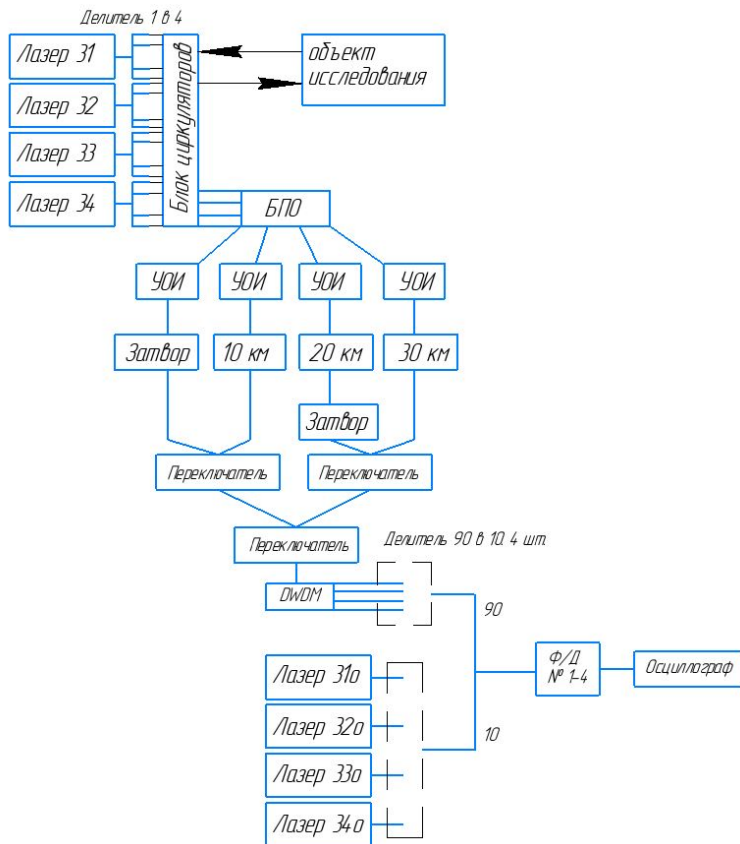 Делитель 1 в 4
Лазер 31
объект
исследования
Лазер 32
Лазер 33
Лазер 34
Блок циркуляторав
БПО
УОИ
УОИ
УОИ
УОИ
Затвор
10 км
20 км
30 км
Затвор
Переключатель
Переключатель
Переключатель
Делитель 90 в 10. 4 шт.
DWDM
90
Ф/Д
№ 1-4
Осциллограф
Лазер 31о
Лазер 32о
10
Лазер 33о
Лазер 34о